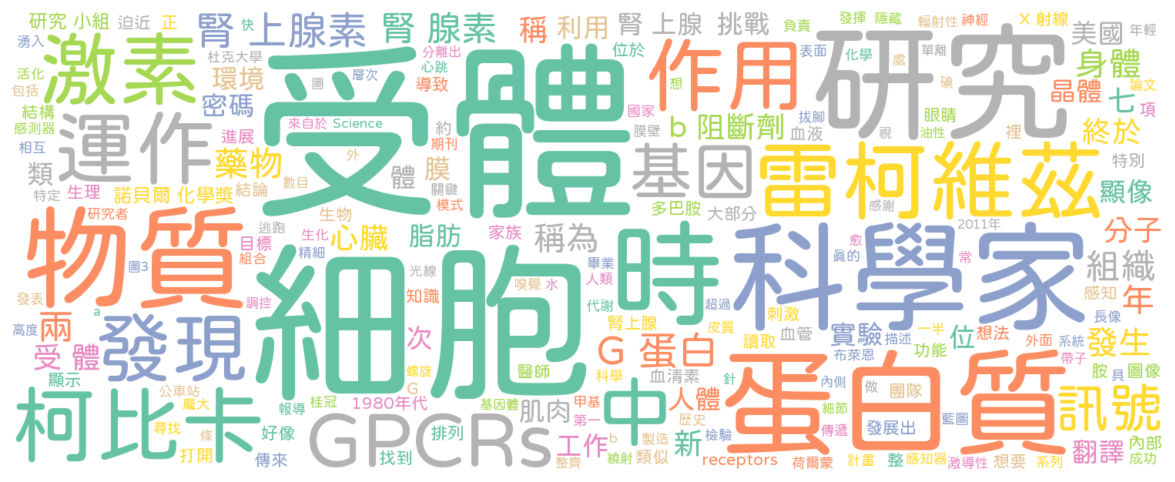 研究 小組 迫近 正 快 腎 上腺素 腎 腺素 稱 利用 腎 上腺 挑戰 負責 發揮 隱藏 輻射性 神經 X 射線 美國 年輕
湧入 激素 杜克大學 環境 密碼 分離出 心跳 導致 層次 圖 位於 作用 想 表面 化學 處 單離 碘 研究 身體 論文
活化 包括 結構 感測器 相互 運作 進展 藥物 來自於 Science 約 期刊 國家 膜壁 拔腳 b 阻斷劑 血液 視 眼睛 油性 裡 晶體 七 項 終於
類 特定 生理 諾貝爾 化學獎 結論 數目 外 受體 體 膜 關鍵 模式 基因 多巴胺 大部分 雷柯維茲 感謝 特別 顯像
物質 研究者 逃跑 生物 目標 組合 生化 精細 心臟 脂肪 家族 稱為 時 愈 真的 2011年 常 科學家 分子 組織
圖3 發表 調控 光線 知識 嗅覺 水 畢業 人類 代謝 超過 刺激 皮質 感知 年 長像
高度 兩 a 發現 細胞 次 腎上腺 G 蛋白 讀取 血管 實驗 描述 一半 功能 位 想法 系統 外面 帶子 發生
受 體 顯示 公車站 龐大 醫師 螺旋 G 科學 血清素 針 布萊恩 內側 做 團隊 蛋白質 胺 具 圖像
柯比卡 尋找 打開 條 傳來 好像 報導 桂冠 1980年代 基因體 肌肉 甲基 第一 中 人體 歷史 細節 傳遞 藍圖 發展出 訊號
GPCRs 找到 排列 整齊 工作 b 繞射 製造 類似 新 檢驗 receptors 荷爾蒙 計畫 整 感知器 激導性 想要 系列 翻譯 內部 成功